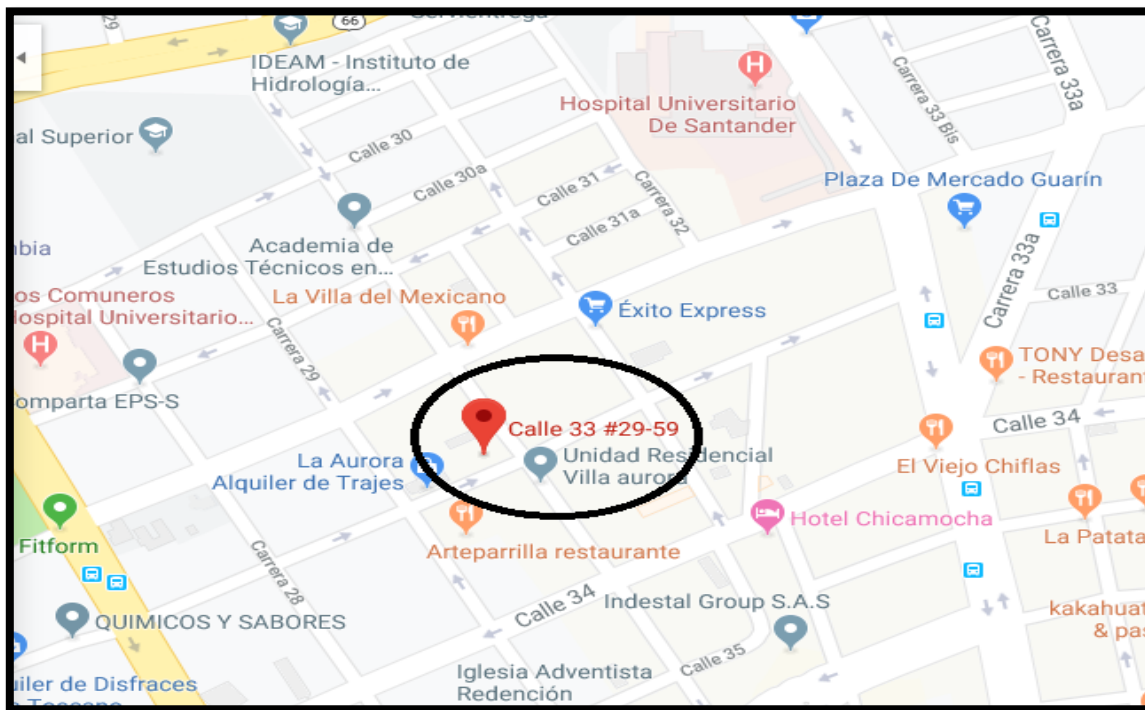 29
66
Servientrega
IDEAM - Instituto de
Hidrología...
Hospital Universitario
De Santander
Carrera 33 Bis
Carrera 33a
al Superior
Calle 30
Calle 30a
Calle 31
Calle 31a
Carrera 32
Plaza De Mercado Guarín
Academia de
Estudios Técnicos en...
bia
Carrera 33a
Calle 33
os Comuneros
Hospital Universitario...
La Villa del Mexicano
Éxito Express
Carrera 29
TONY Desa
- Restaurant
omparta EPS-S
Calle 33 #29-59
Calle 34
La Aurora
Alquiler de Trajes
Unidad Residencial
Villa aurora
El Viejo Chiflas
Fitform
Arteparrilla restaurante
Hotel Chicamocha
La Patata
Carrera 28
QUIMICOS Y SABORES
Calle 34
Indestal Group S.A.S
kakahuat
& pas
Iglesia Adventista
Redención
Calle 35
uiler de Disfraces